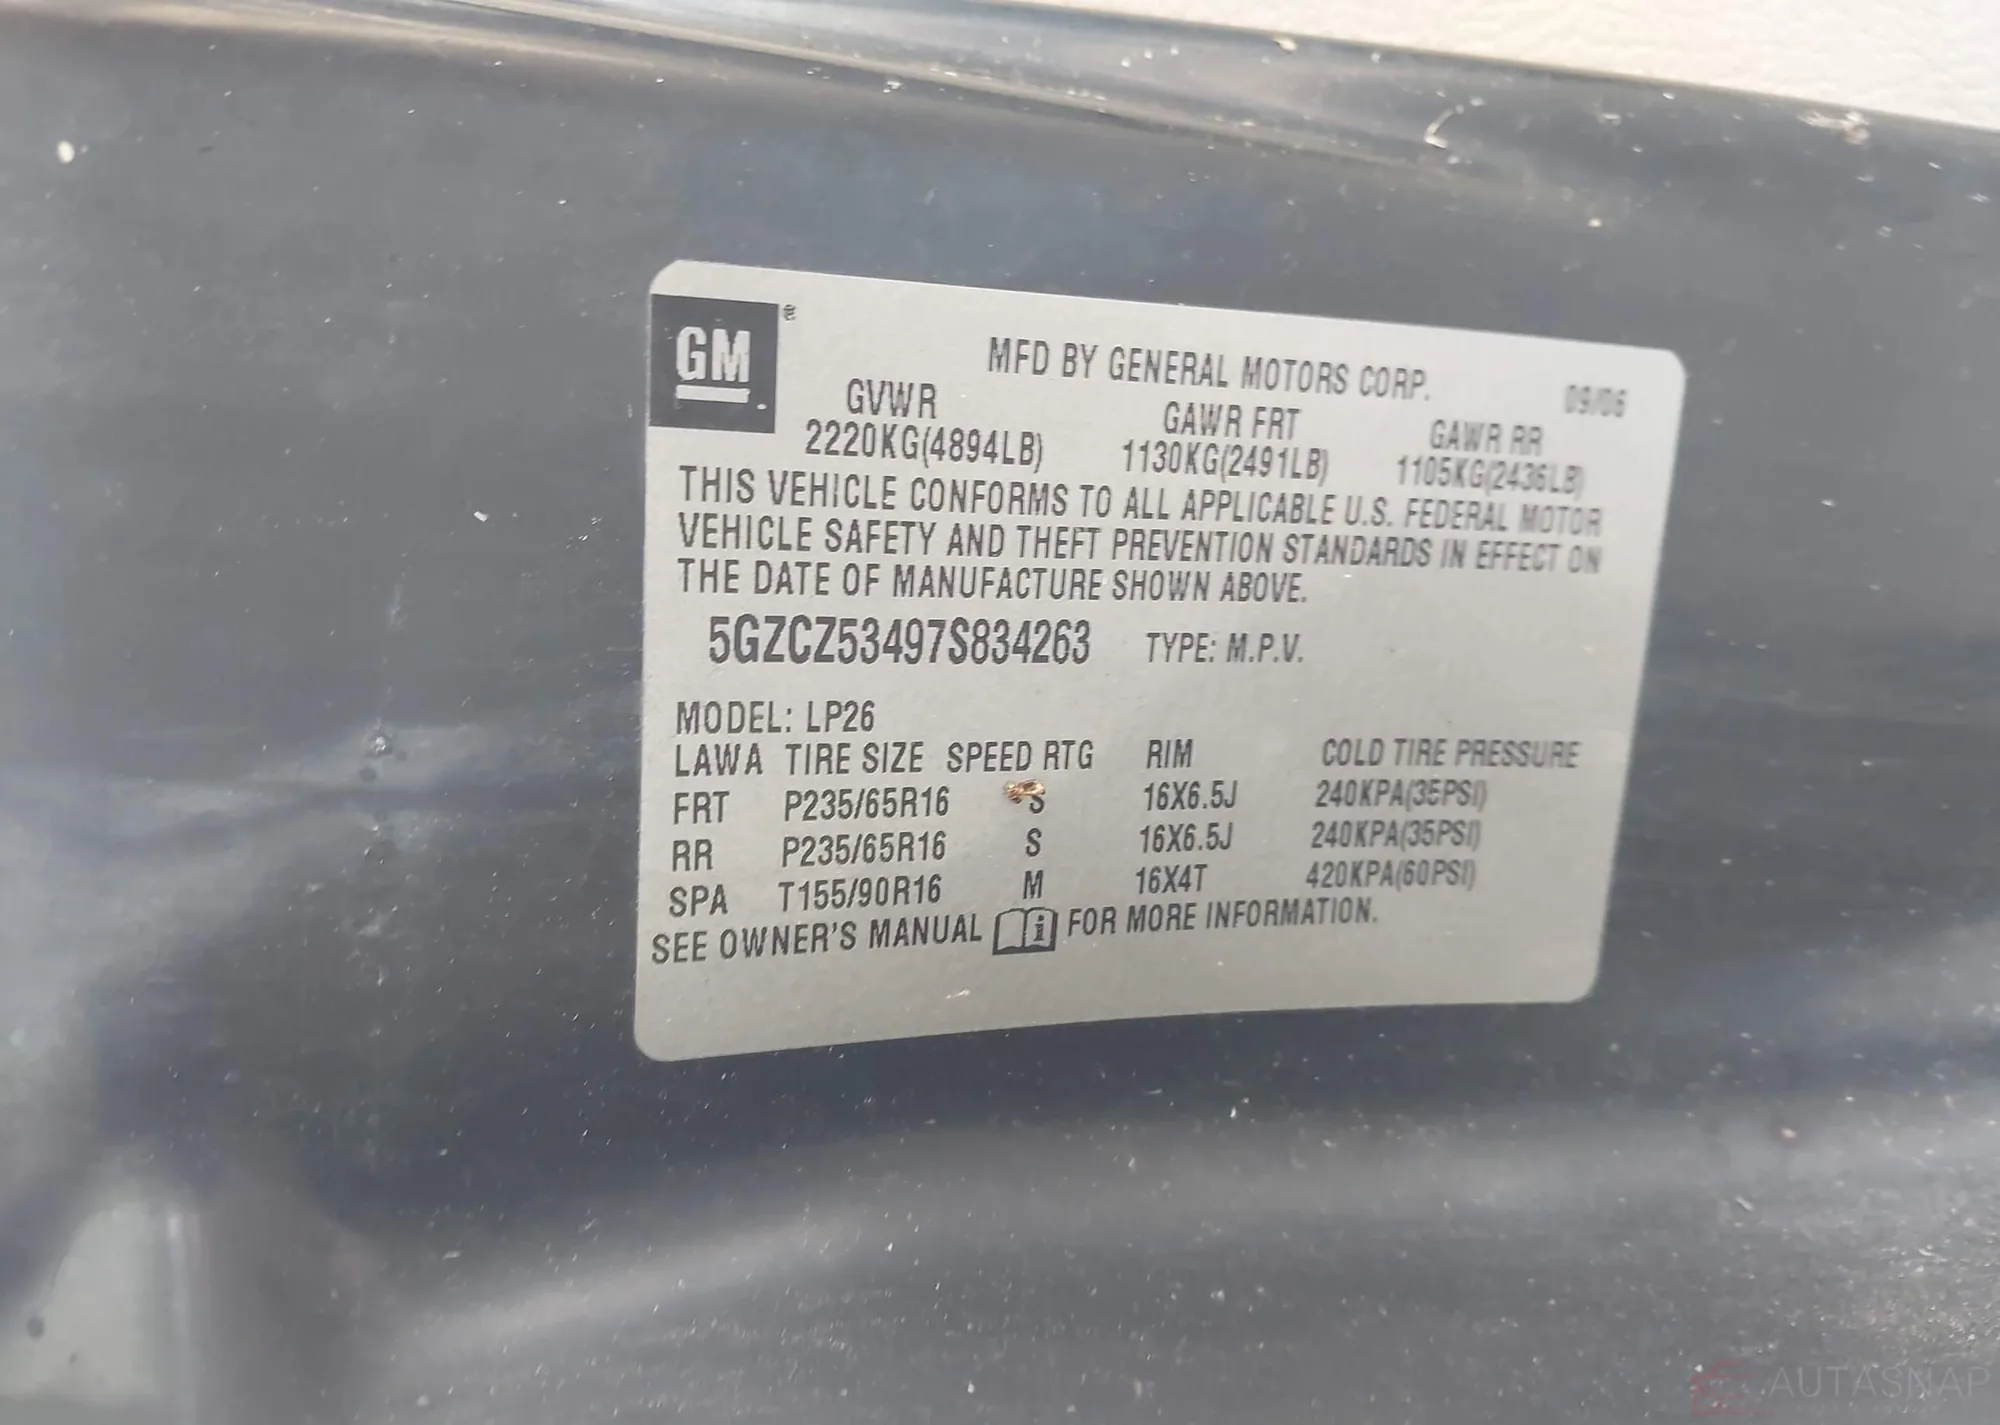 GM
®
MFD BY GENERAL MOTORS CORP.
09/06
GVWR GAWR FRT GAWR RR
2220KG(4894LB) 1130KG(2491LB) 1105KG(2436LB)
THIS VEHICLE CONFORMS TO ALL APPLICABLE U.S. FEDERAL MOTOR
VEHICLE SAFETY AND THEFT PREVENTION STANDARDS IN EFFECT ON
THE DATE OF MANUFACTURE SHOWN ABOVE.
5GZCZ53497S834263 TYPE: M.P.V.
MODEL: LP26
LAWA TIRE SIZE SPEED RTG RIM COLD TIRE PRESSURE
FRT P235/65R16 S 16X6.5J 240KPA(35PSI)
RR P235/65R16 S 16X6.5J 240KPA(35PSI)
SPA T155/90R16 M 16X4T 420KPA(60PSI)
SEE OWNER'S MANUAL i FOR MORE INFORMATION.
AUTASNAP